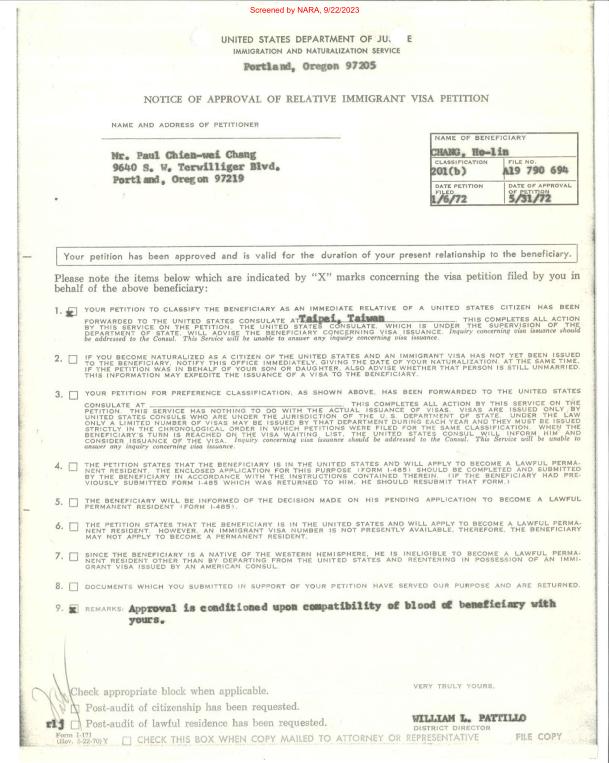 Screened by NARA, 9/22/2023
UNITED STATES DEPARTMENT OF JU E
IMMIGRATION AND NATURALIZATION SERVICE
Portland, Oregon 97205
NOTICE OF APPROVAL OF RELATIVE IMMIGRANT VISA PETITION
NAME AND ADDRESS OF PETITIONER
Mr. Paul Chien-wei Chang
9640 S. W. Terwilliger Blvd.
Portland, Oregon 97219
NAME OF BENEFICIARY
CHANG, Ho-lin
CLASSIFICATION FILE NO.
201(b) A19 790 694
DATE PETITION FILED DATE OF APPROVAL OF PETITION
1/6/72 5/31/72
Your petition has been approved and is valid for the duration of your present relationship to the beneficiary.
Please note the items below which are indicated by "X" marks concerning the visa petition filed by you in
behalf of the above beneficiary:
1. x YOUR PETITION TO CLASSIFY THE BENEFICIARY AS AN IMMEDIATE RELATIVE OF A UNITED STATES CITIZEN HAS BEEN
FORWARDED TO THE UNITED STATES CONSULATE AT Taipei, Taiwan. THIS COMPLETES ALL ACTION
BY THIS SERVICE ON THE PETITION. THE UNITED STATES CONSULATE, WHICH IS UNDER THE SUPERVISION OF THE
DEPARTMENT OF STATE, WILL ADVISE THE BENEFICIARY CONCERNING VISA ISSUANCE. Inquiry concerning visa issuance should
be addressed to the Consul. This Service will be unable to answer any inquiry concerning visa issuance.
2. IF YOU BECOME NATURALIZED AS A CITIZEN OF THE UNITED STATES AND AN IMMIGRANT VISA HAS NOT YET BEEN ISSUED
TO THE BENEFICIARY, NOTIFY THIS OFFICE IMMEDIATELY, GIVING THE DATE OF YOUR NATURALIZATION. AT THE SAME TIME,
IF THE PETITION WAS IN BEHALF OF YOUR SON OR DAUGHTER, ALSO ADVISE WHETHER THAT PERSON IS STILL UNMARRIED.
THIS INFORMATION MAY EXPEDITE THE ISSUANCE OF A VISA TO THE BENEFICIARY.
3. YOUR PETITION FOR PREFERENCE CLASSIFICATION, AS SHOWN ABOVE, HAS BEEN FORWARDED TO THE UNITED STATES
CONSULATE AT THIS COMPLETES ALL ACTION BY THIS SERVICE ON THE
PETITION. THIS SERVICE HAS NOTHING TO DO WITH THE ACTUAL ISSUANCE OF VISAS. VISAS ARE ISSUED ONLY BY
UNITED STATES CONSULS WHO ARE UNDER THE JURISDICTION OF THE U.S. DEPARTMENT OF STATE. UNDER THE LAW
ONLY A LIMITED NUMBER OF VISAS MAY BE ISSUED BY THAT DEPARTMENT DURING EACH YEAR AND THEY MUST BE ISSUED
STRICTLY IN THE CHRONOLOGICAL ORDER IN WHICH PETITIONS WERE FILED FOR THE SAME CLASSIFICATION. WHEN THE
BENEFICIARY'S TURN IS REACHED ON THE VISA WAITING LIST, THE UNITED STATES CONSUL WILL INFORM HIM AND
CONSIDER ISSUANCE OF THE VISA. Inquiry concerning visa issuance should be addressed to the Consul. This Service will be unable to
answer any inquiry concerning visa issuance.
4. THE PETITION STATES THAT THE BENEFICIARY IS IN THE UNITED STATES AND WILL APPLY TO BECOME A LAWFUL PERMA-
NENT RESIDENT. THE ENCLOSED APPLICATION FOR THIS PURPOSE (FORM I-485) SHOULD BE COMPLETED AND SUBMITTED
BY THE BENEFICIARY IN ACCORDANCE WITH THE INSTRUCTIONS CONTAINED THEREIN. (IF THE BENEFICIARY HAD PRE-
VIOUSLY SUBMITTED FORM I-485 WHICH WAS RETURNED TO HIM, HE SHOULD RESUBMIT THAT FORM.)
5. THE BENEFICIARY WILL BE INFORMED OF THE DECISION MADE ON HIS PENDING APPLICATION TO BECOME A LAWFUL
PERMANENT RESIDENT (FORM I-485).
6. THE PETITION STATES THAT THE BENEFICIARY IS IN THE UNITED STATES AND WILL APPLY TO BECOME A LAWFUL PERMA-
NENT RESIDENT. HOWEVER, AN IMMIGRANT VISA NUMBER IS NOT PRESENTLY AVAILABLE. THEREFORE, THE BENEFICIARY
MAY NOT APPLY TO BECOME A PERMANENT RESIDENT.
7. SINCE THE BENEFICIARY IS A NATIVE OF THE WESTERN HEMISPHERE, HE IS INELIGIBLE TO BECOME A LAWFUL PERMA-
NENT RESIDENT OTHER THAN BY DEPARTING FROM THE UNITED STATES AND REENTERING IN POSSESSION OF AN IMMI-
GRANT VISA ISSUED BY AN AMERICAN CONSUL.
8. DOCUMENTS WHICH YOU SUBMITTED IN SUPPORT OF YOUR PETITION HAVE SERVED OUR PURPOSE AND ARE RETURNED.
9. x REMARKS: Approval is conditioned upon compatibility of blood of beneficiary with
yours.
Check appropriate block when applicable.
Post-audit of citizenship has been requested.
rlj Post-audit of lawful residence has been requested.
Form I-171
(Rev. 5-22-70) Y CHECK THIS BOX WHEN COPY MAILED TO ATTORNEY OR REPRESENTATIVE
VERY TRULY YOURS,
WILLIAM L. PATTILLO
DISTRICT DIRECTOR
FILE COPY